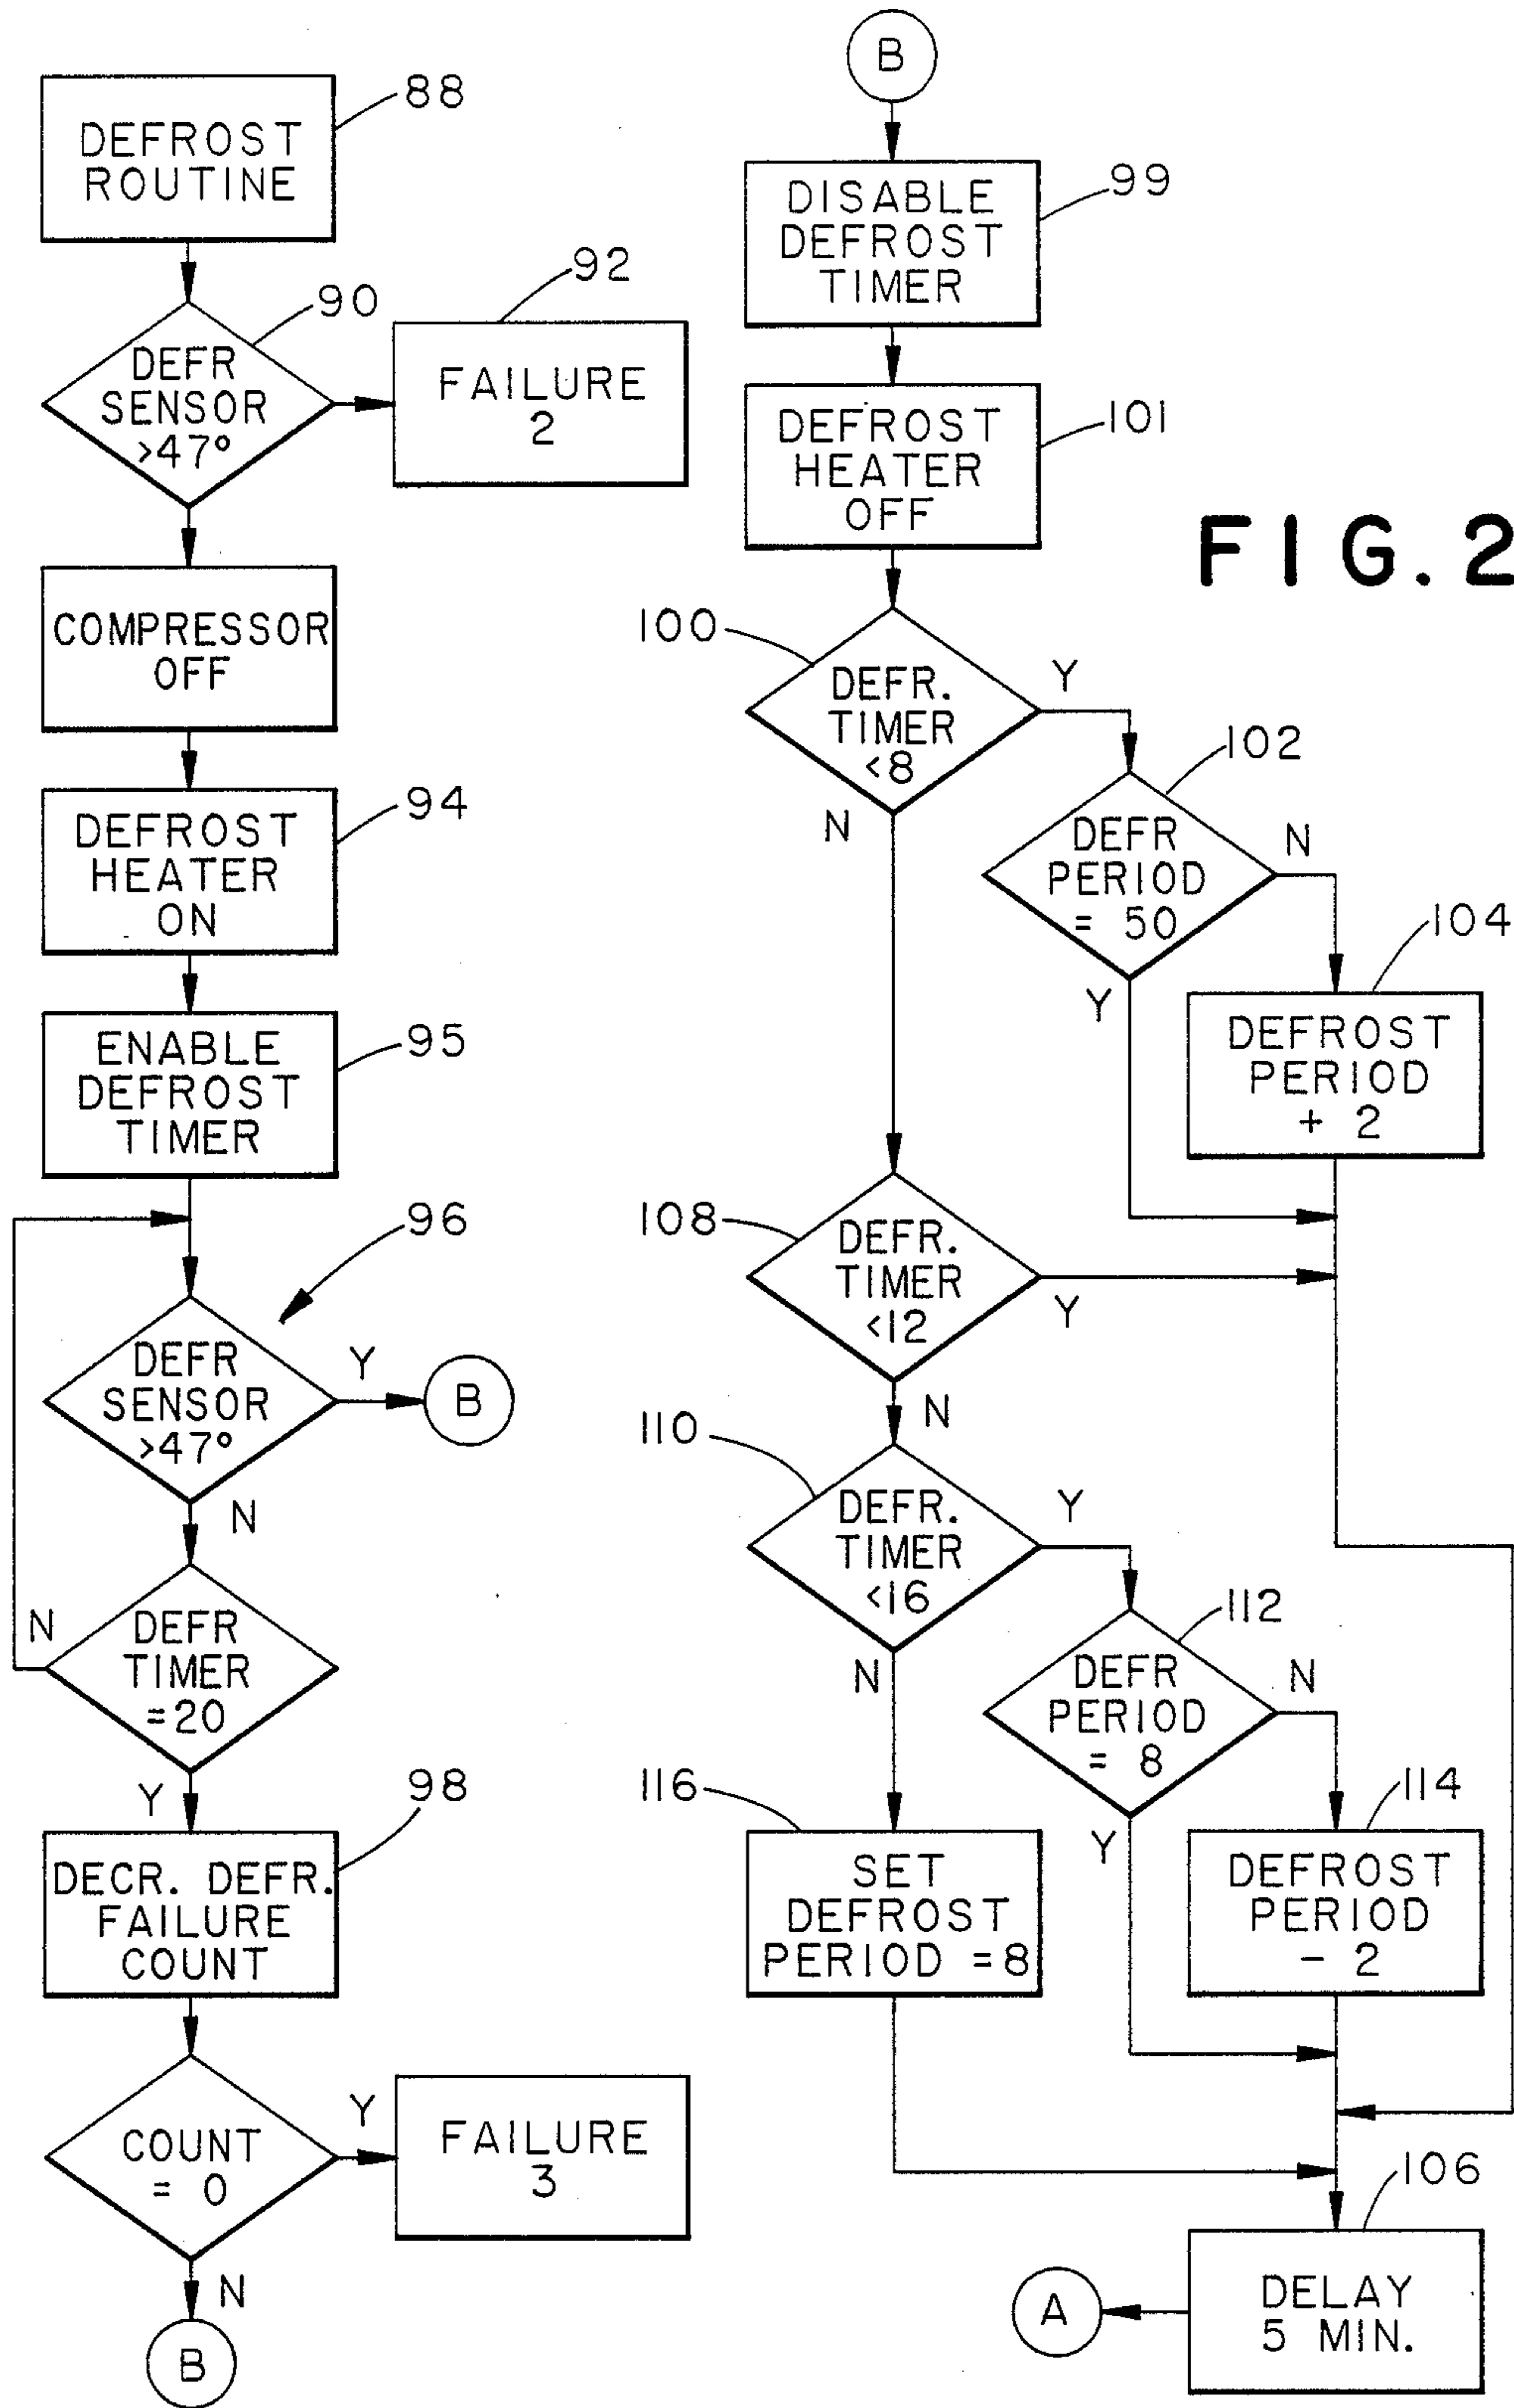 88
DEFROST
ROUTINE
90
DEFR
SENSOR
>47°
92
FAILURE
2
COMPRESSOR
OFF
94
DEFROST
HEATER
ON
95
ENABLE
DEFROST
TIMER
96
DEFR
SENSOR
>47°
Y
B
N
DEFR
TIMER
=20
N
Y
98
DECR. DEFR.
FAILURE
COUNT
COUNT
= 0
Y
FAILURE
3
N
B
B
99
DISABLE
DEFROST
TIMER
101
DEFROST
HEATER
OFF
FIG. 2
100
DEFR.
TIMER
<8
Y
N
102
DEFR
PERIOD
= 50
N
Y
104
DEFROST
PERIOD
+ 2
108
DEFR.
TIMER
<12
Y
N
110
DEFR.
TIMER
<16
Y
N
112
DEFR
PERIOD
= 8
N
Y
114
DEFROST
PERIOD
- 2
116
SET
DEFROST
PERIOD =8
106
DELAY
5 MIN.
A